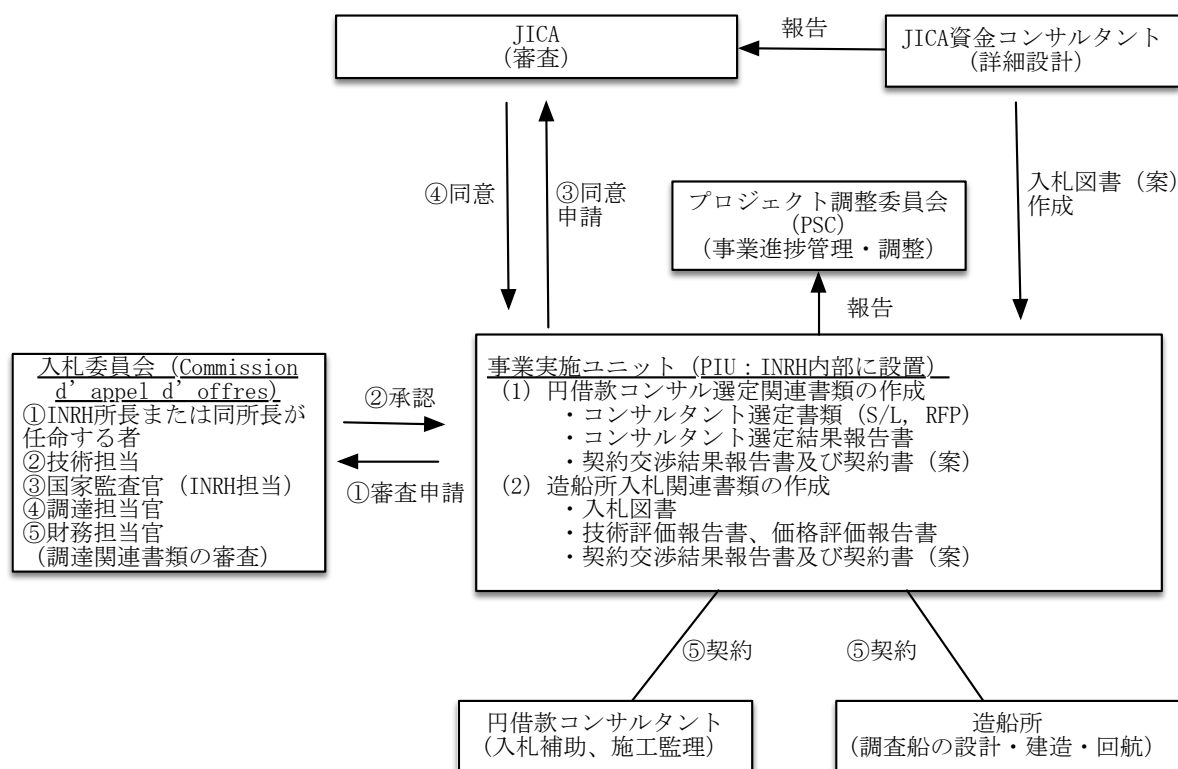 JICA
(審査)
報告
JICA資金コンサルタント
(詳細設計)
④同意
③同意
申請
入札図書（案）
作成
プロジェクト調整委員会
(PSC)
(事業進捗管理・調整)
報告
入札委員会（Commission
d’appel d’offres)
①INRH所長または同所長が
任命する者
②技術担当
③国家監査官（INRH担当）
④調達担当官
⑤財務担当官
(調達関連書類の審査)
②承認
①審査申請
事業実施ユニット（PIU：INRH内部に設置）
(1) 円借款コンサル選定関連書類の作成
・コンサルタント選定書類（S/L, RFP）
・コンサルタント選定結果報告書
・契約交渉結果報告書及び契約書（案）
(2) 造船所入札関連書類の作成
・入札図書
・技術評価報告書、価格評価報告書
・契約交渉結果報告書及び契約書（案）
⑤契約
⑤契約
円借款コンサルタント
(入札補助、施工監理)
造船所
(調査船の設計・建造・回航)